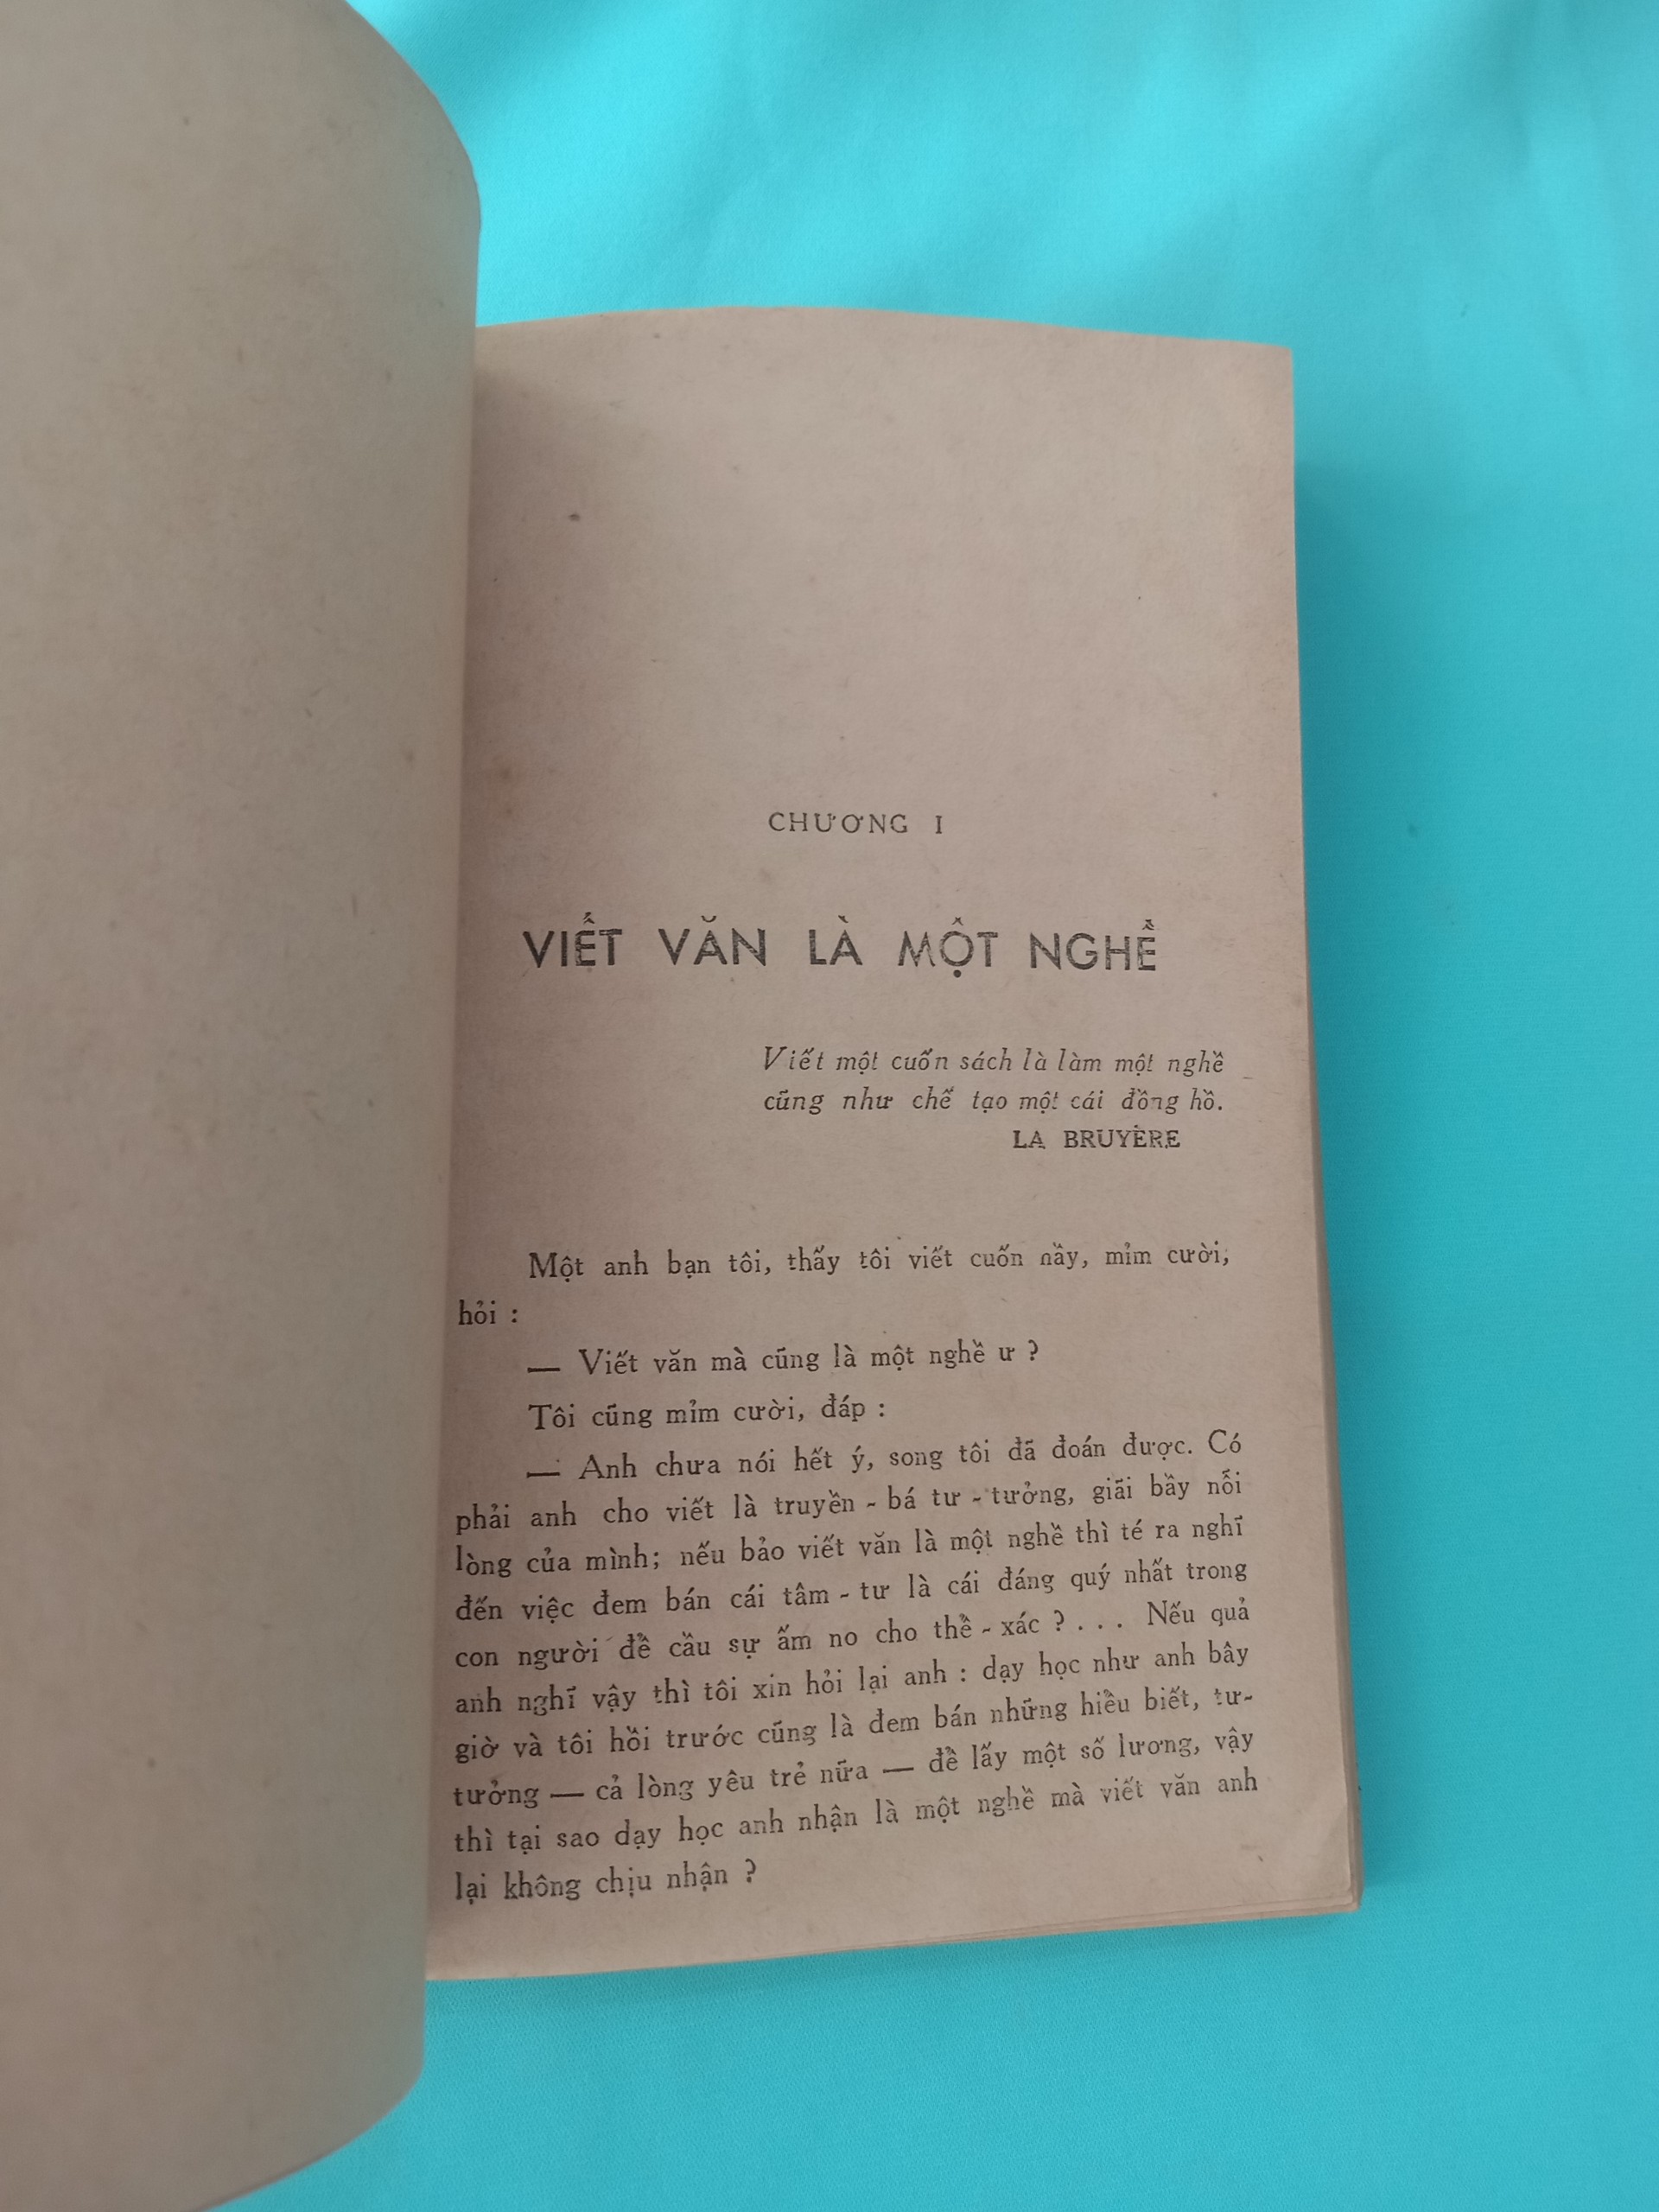 CHƯƠNG I
VIẾT VĂN LÀ MỘT NGHỀ
Viết một cuốn sách là làm một nghề
cũng như chế tạo một cái đồng hồ.
LA BRUYÈRE
Một anh bạn tôi, thấy tôi viết cuốn nầy, mỉm cười,
hỏi :
— Viết văn mà cũng là một nghề ư ?
Tôi cũng mỉm cười, đáp :
— Anh chưa nói hết ý, song tôi đã đoán được. Có
phải anh cho viết là truyền - bá tư - tưởng, giãi bầy nỗi
lòng của mình; nếu bảo viết văn là một nghề thì té ra nghĩ
đến việc đem bán cái tâm - tư là cái đáng quý nhất trong
con người để cầu sự ấm no cho thể - xác ?... Nếu quả
anh nghĩ vậy thì tôi xin hỏi lại anh : dạy học như anh bây
giờ và tôi hồi trước cũng là đem bán những hiểu biết, tư-
tưởng — cả lòng yêu trẻ nữa — để lấy một số lương, vậy
thì tại sao dạy học anh nhận là một nghề mà viết văn anh
lại không chịu nhận ?